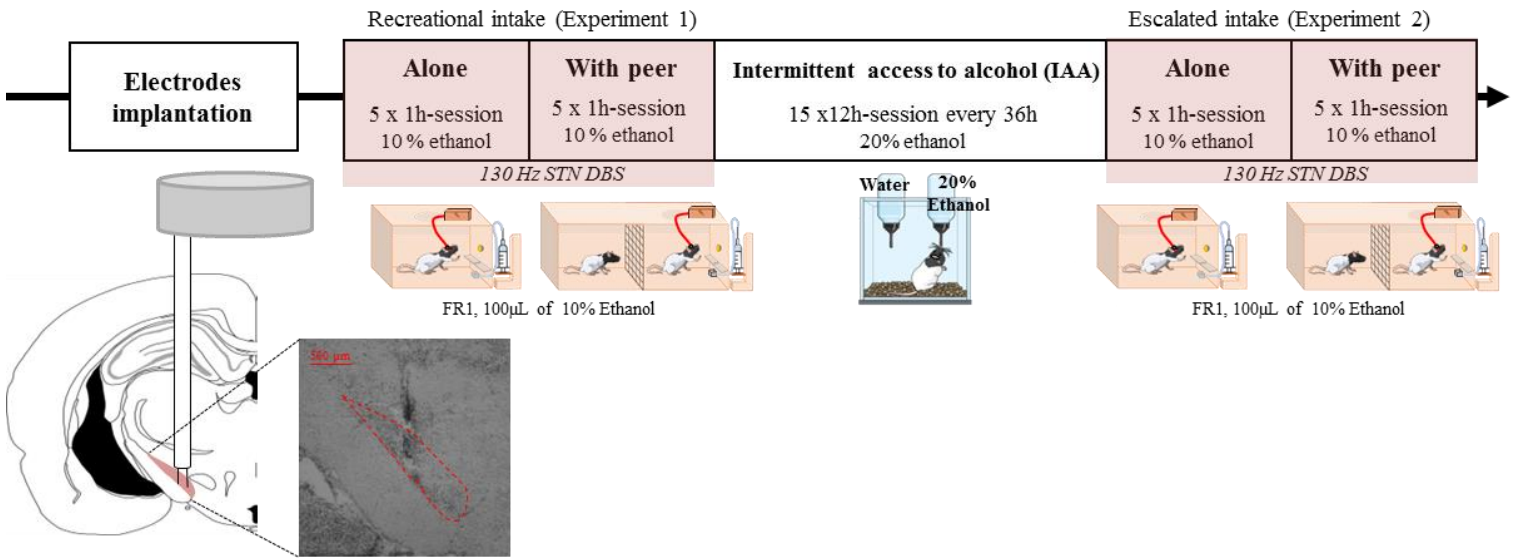 Recreational intake (Experiment 1)
Escalated intake (Experiment 2)
Electrodes
implantation
Alone
5 x 1h-session
10 % ethanol
With peer
5 x 1h-session
10 % ethanol
130 Hz STN DBS
Intermittent access to alcohol (IAA)
15 x12h-session every 36h
20% ethanol
Alone
5 x 1h-session
10 % ethanol
With peer
5 x 1h-session
10 % ethanol
130 Hz STN DBS
Water
20%
Ethanol
FR1, 100µL of 10% Ethanol
FR1, 100µL of 10% Ethanol
500 µm